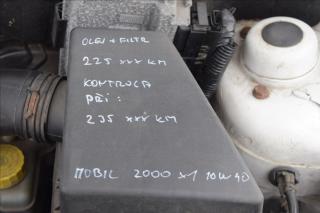 OLEJ + FILTR
225 xxx KM
KONTROLA
PŘI :
235 xxx KM
MOBIL 2000 x1 10W40